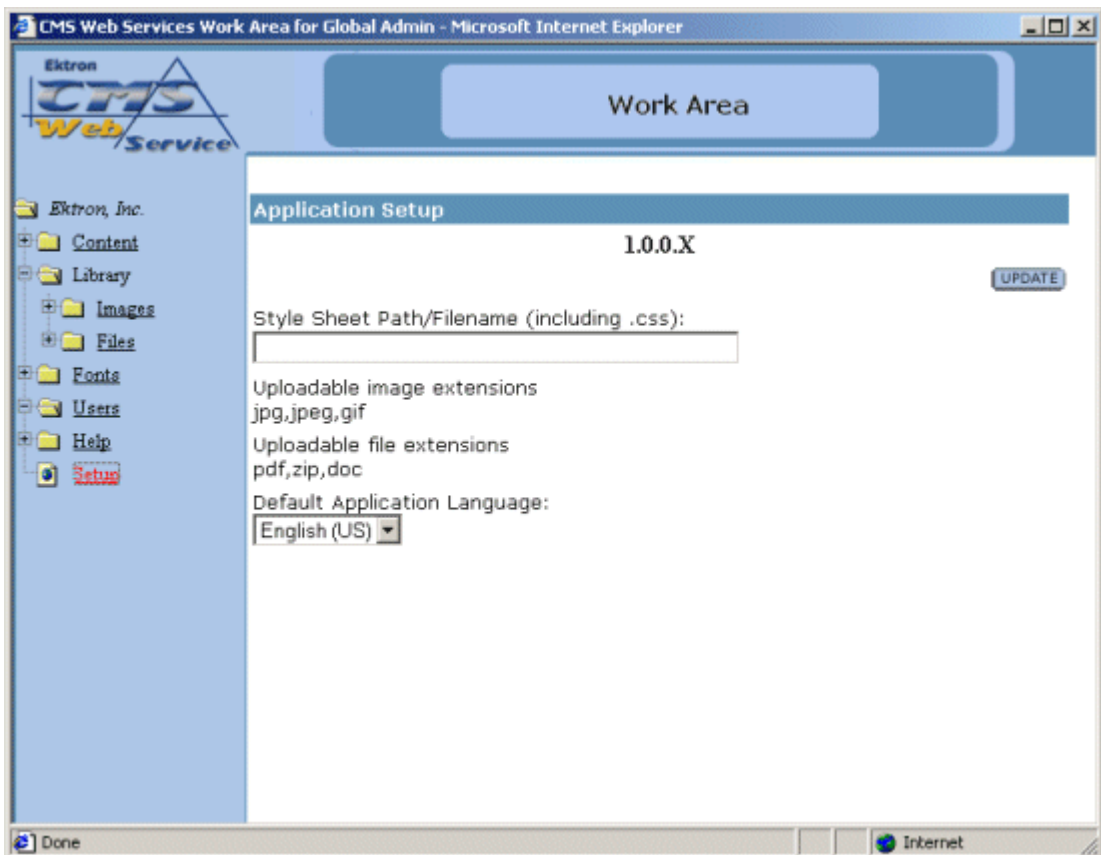 CMS Web Services Work Area for Global Admin - Microsoft Internet Explorer
Ektron
CMS
Web
Service
Work Area
Ektron, Inc.
Content
Library
Images
Files
Fonts
Users
Help
Setup
Application Setup
1.0.0.X
UPDATE
Style Sheet Path/Filename (including .css):
Uploadable image extensions
jpg,jpeg,gif
Uploadable file extensions
pdf,zip,doc
Default Application Language:
English (US)
Done
Internet